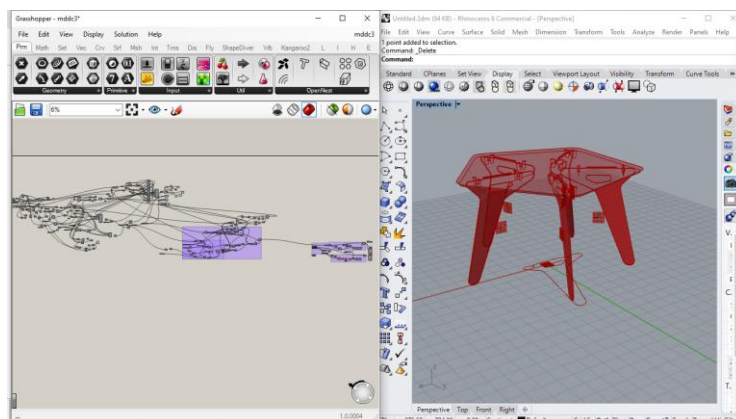 Grasshopper - mddc3*
File Edit View Display Solution Help
mddc3*
Prm Math Set Vec Crv Srf Msh Int Trns Dis Fly ShapeDiver Wb Kangaroo2 L I H E
Geometry Primitive Input Util OpenNest
6%
1.0.0004
Untitled.3dm (94 KB) - Rhinoceros 6 Commercial - [Perspective]
File Edit View Curve Surface Solid Mesh Dimension Transform Tools Analyze Render Panels Help
1 point added to selection.
Command: _Delete
Command:
Standard CPlanes Set View Display Select Viewport Layout Visibility Transform Curve Tools
Perspective
V.
C.
T.
Perspective Top Front Right